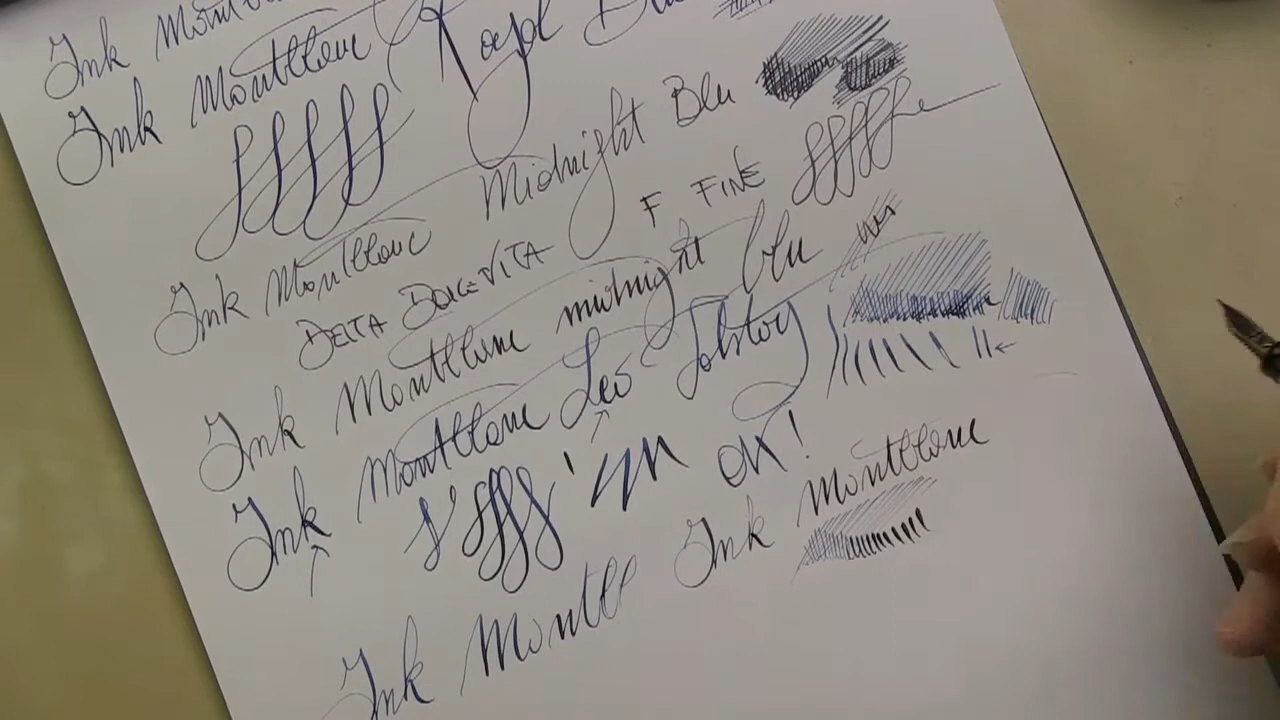 Ink Montblanc
Ink Montblanc Royal Blu
Ink Montblanc Midnight Blu
DELTA DOLCEVITA F FINE
Ink Montblanc midnight blu
Ink Montblanc Leo Tolstoy
OK!
Ink Montblanc
Ink Montbl